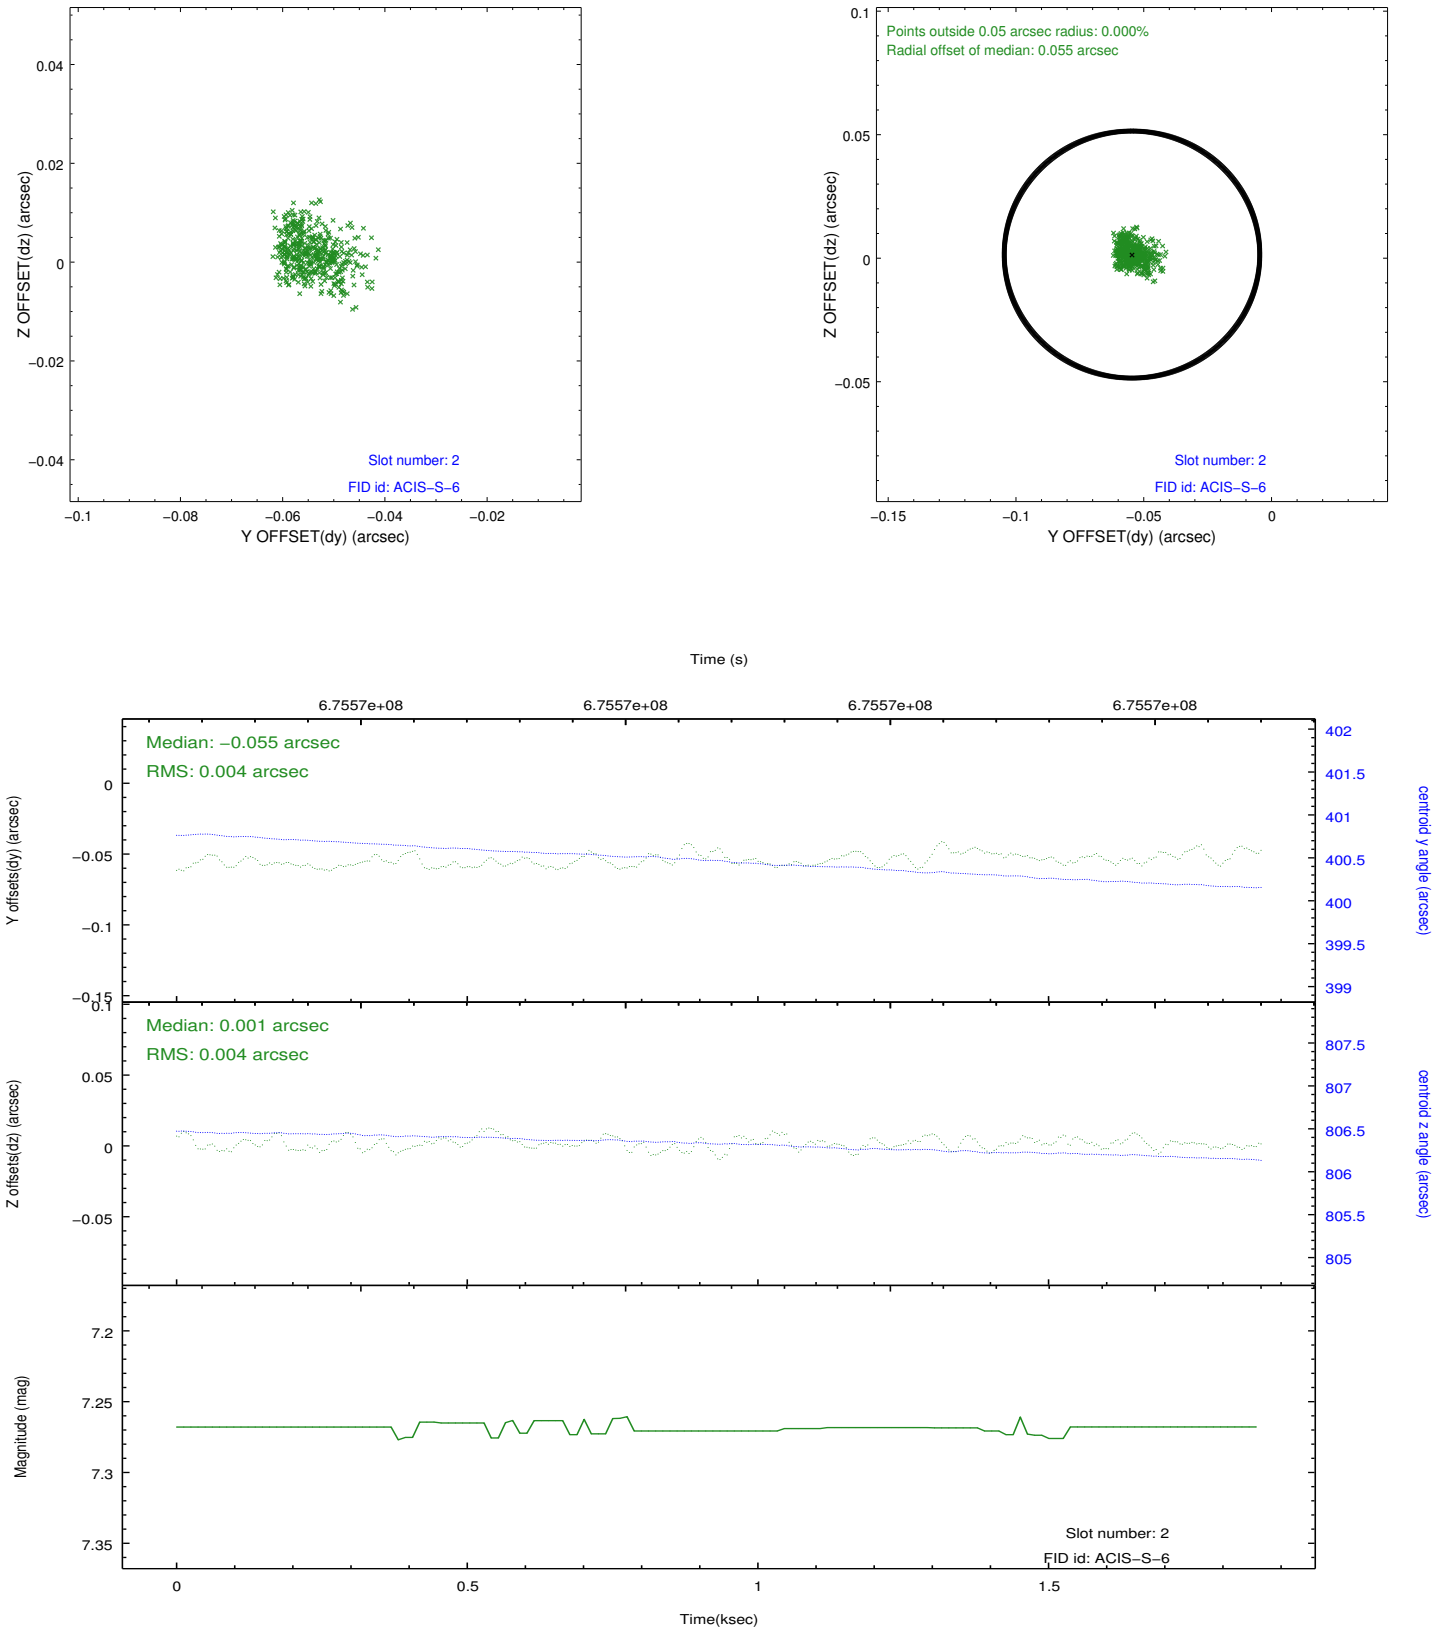 0.04
0.02
0
−0.02
−0.04
Z OFFSET(dz) (arcsec)
Slot number: 2
FID id: ACIS−S−6
−0.1
−0.08
−0.06
−0.04
−0.02
Y OFFSET(dy) (arcsec)
Points outside 0.05 arcsec radius: 0.000%
Radial offset of median: 0.055 arcsec
0.1
0.05
0
−0.05
Z OFFSET(dz) (arcsec)
Slot number: 2
FID id: ACIS−S−6
−0.15
−0.1
−0.05
0
Y OFFSET(dy) (arcsec)
Time (s)
6.7557e+08
6.7557e+08
6.7557e+08
6.7557e+08
Median: −0.055 arcsec
RMS: 0.004 arcsec
0
−0.05
−0.1
−0.15
Y offsets(dy) (arcsec)
402
401.5
401
400.5
400
399.5
399
centroid y angle (arcsec)
Median: 0.001 arcsec
RMS: 0.004 arcsec
0.1
0.05
0
−0.05
Z offsets(dz) (arcsec)
807.5
807
806.5
806
805.5
805
centroid z angle (arcsec)
7.2
7.25
7.3
7.35
Magnitude (mag)
Slot number: 2
FID id: ACIS−S−6
0
0.5
1
1.5
Time(ksec)